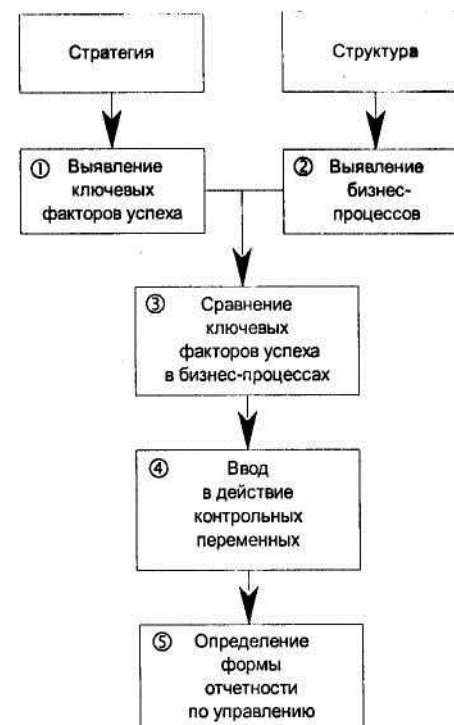 Стратегия
Структура
① Выявление
ключевых
факторов успеха
② Выявление
бизнес-
процессов
③ Сравнение
ключевых
факторов успеха
в бизнес-процессах
④ Ввод
в действие
контрольных
переменных
⑤ Определение
формы
отчетности
по управлению